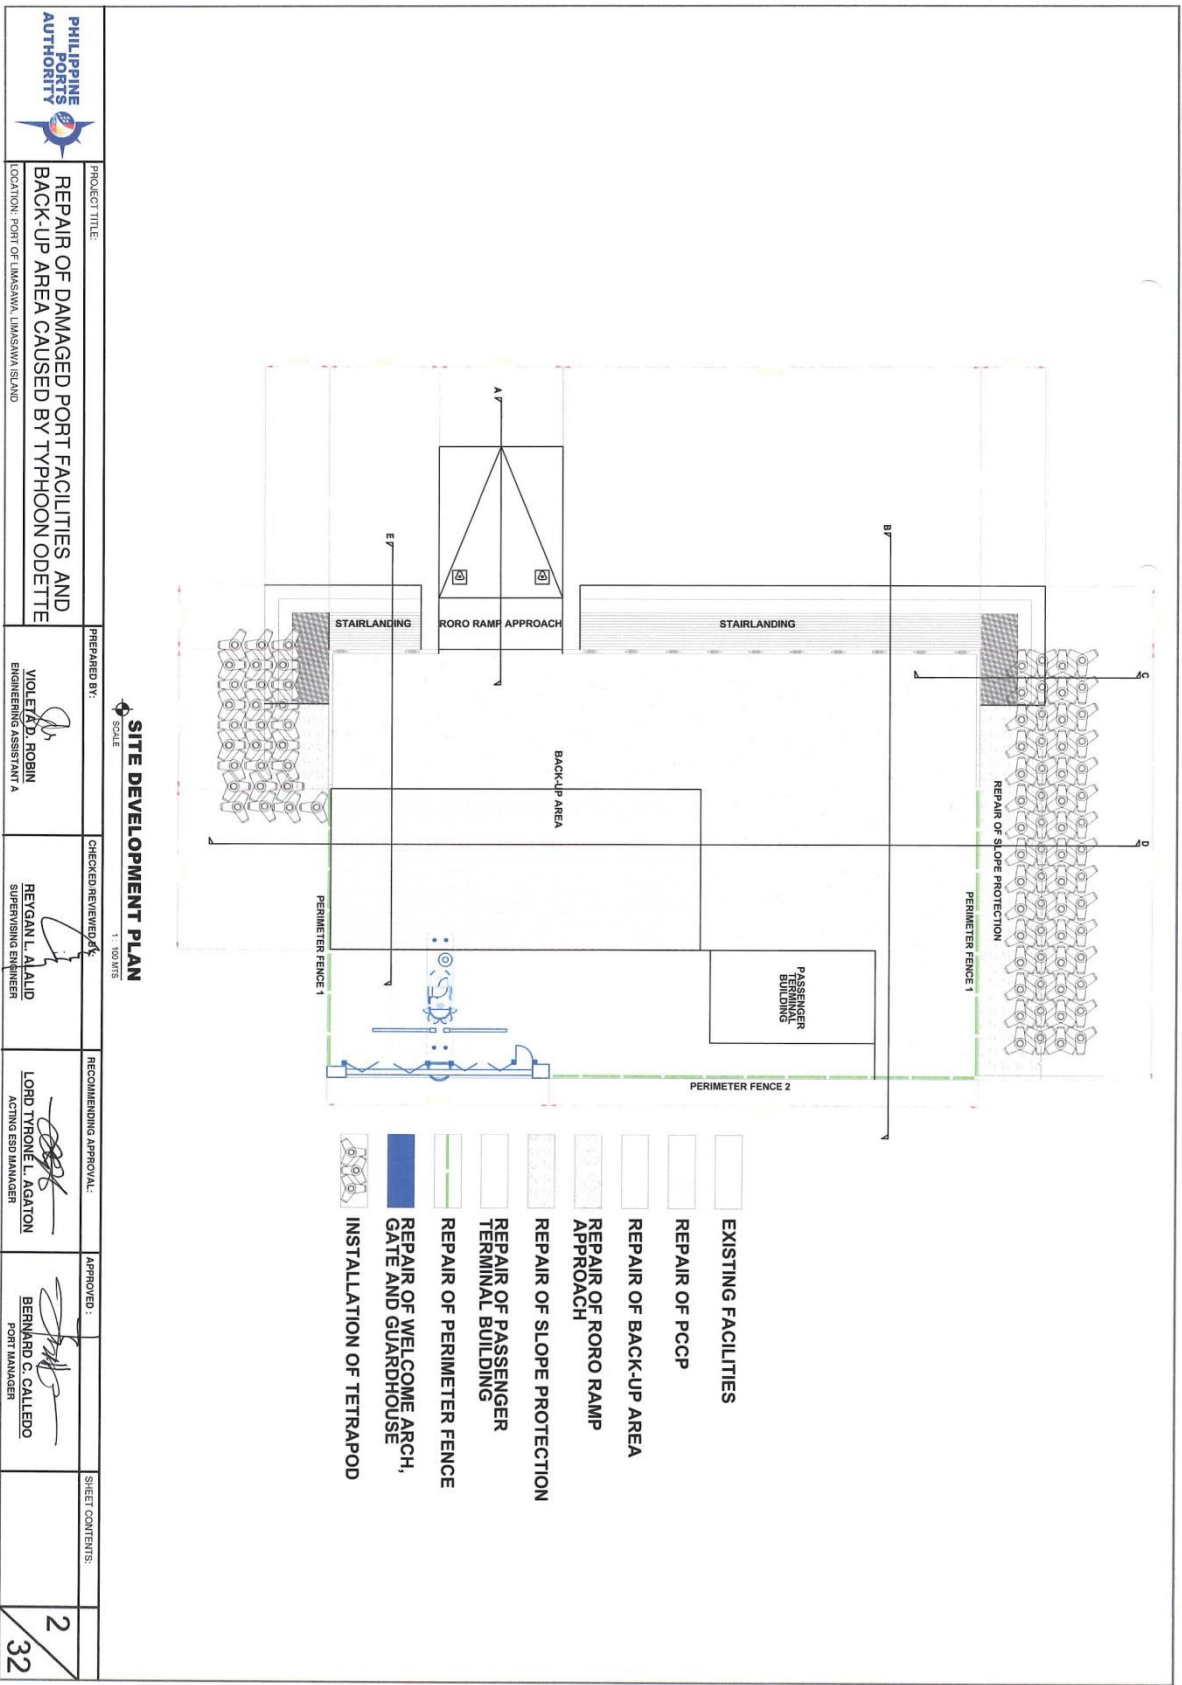 A
B
E
C
D
STAIRLANDING
RORO RAMP APPROACH
STAIRLANDING
BACK-UP AREA
REPAIR OF SLOPE PROTECTION
PERIMETER FENCE 1
PERIMETER FENCE 1
PASSENGER
TERMINAL
BUILDING
PERIMETER FENCE 2
EXISTING FACILITIES
REPAIR OF PCCP
REPAIR OF BACK-UP AREA
REPAIR OF RORO RAMP
APPROACH
REPAIR OF SLOPE PROTECTION
REPAIR OF PASSENGER
TERMINAL BUILDING
REPAIR OF PERIMETER FENCE
REPAIR OF WELCOME ARCH,
GATE AND GUARDHOUSE
INSTALLATION OF TETRAPOD
SITE DEVELOPMENT PLAN
SCALE 1 : 100 MTS
PHILIPPINE
PORTS
AUTHORITY
PROJECT TITLE:
REPAIR OF DAMAGED PORT FACILITIES AND
BACK-UP AREA CAUSED BY TYPHOON ODETTE
LOCATION: PORT OF LIMASAWA, LIMASAWA ISLAND
PREPARED BY:
VIOLETA D. ROBIN
ENGINEERING ASSISTANT A
CHECKED/REVIEWED BY:
REYGAN L. ALALID
SUPERVISING ENGINEER
RECOMMENDING APPROVAL:
LORD TYRONE L. AGATON
ACTING ESD MANAGER
APPROVED :
BERNARD C. CALLEDO
PORT MANAGER
SHEET CONTENTS:
2
32